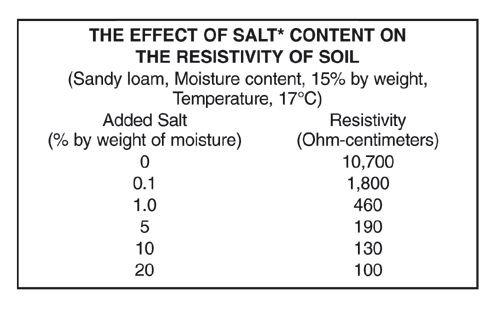 THE EFFECT OF SALT* CONTENT ON
THE RESISTIVITY OF SOIL
(Sandy loam, Moisture content, 15% by weight,
Temperature, 17°C)
Added Salt Resistivity
(% by weight of moisture) (Ohm-centimeters)
0 10,700
0.1 1,800
1.0 460
5 190
10 130
20 100